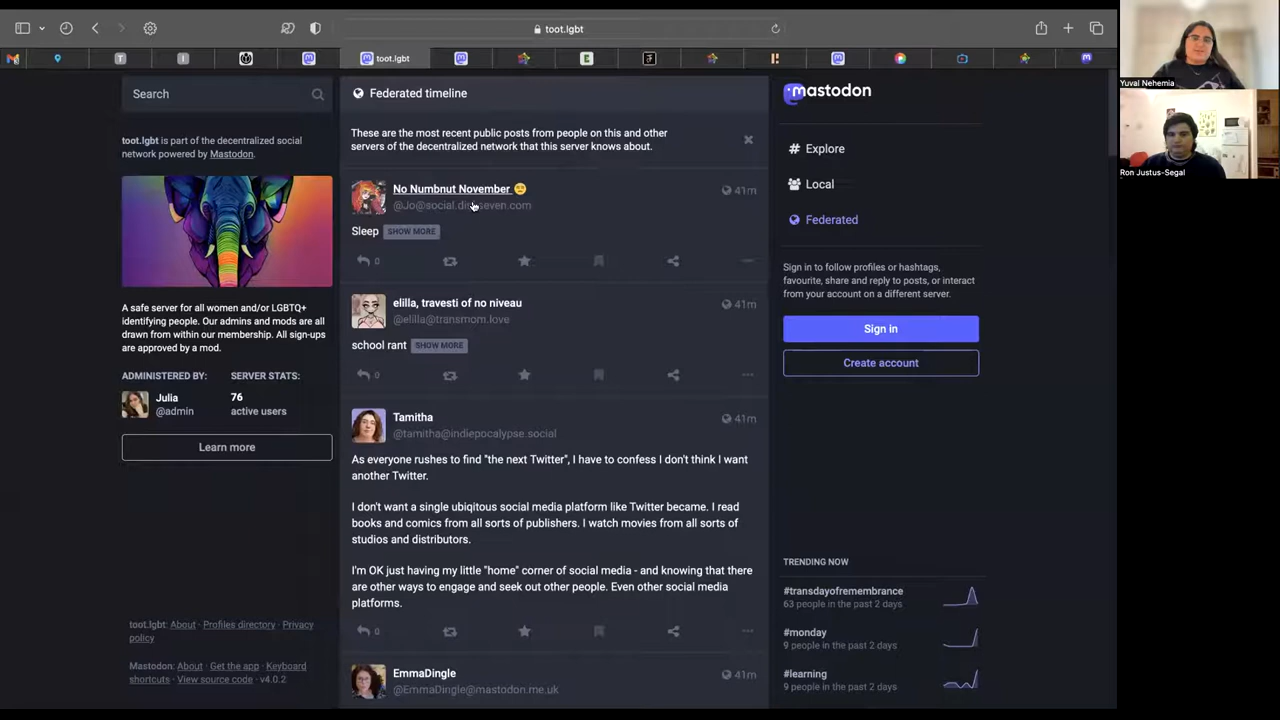 toot.lgbt
toot.lgbt
Search
toot.lgbt is part of the decentralized social
network powered by Mastodon.
A safe server for all women and/or LGBTQ+
identifying people. Our admins and mods are all
drawn from within our membership. All sign-ups
are approved by a mod.
ADMINISTERED BY:
Julia
@admin
SERVER STATS:
76
active users
Learn more
toot.lgbt: About · Profiles directory · Privacy
policy
Mastodon: About · Get the app · Keyboard
shortcuts · View source code · v4.0.2
Federated timeline
These are the most recent public posts from people on this and other
servers of the decentralized network that this server knows about.
No Numbnut November
41m
Sleep SHOW MORE
0
elilla, travesti of no niveau
41m
@elilla@transmom.love
school rant SHOW MORE
0
Tamitha
41m
@tamitha@indiepocalypse.social
As everyone rushes to find "the next Twitter", I have to confess I don't think I want
another Twitter.
I don't want a single ubiqitous social media platform like Twitter became. I read
books and comics from all sorts of publishers. I watch movies from all sorts of
studios and distributors.
I'm OK just having my little "home" corner of social media - and knowing that there
are other ways to engage and seek out other people. Even other social media
platforms.
0
EmmaDingle
41m
@EmmaDingle@mastodon.me.uk
mastodon
# Explore
Local
Federated
Sign in to follow profiles or hashtags,
favourite, share and reply to posts, or interact
from your account on a different server.
Sign in
Create account
TRENDING NOW
#transdayofremembrance
63 people in the past 2 days
#monday
9 people in the past 2 days
#learning
9 people in the past 2 days
Yuval Nehemia
Ron Justus-Segal